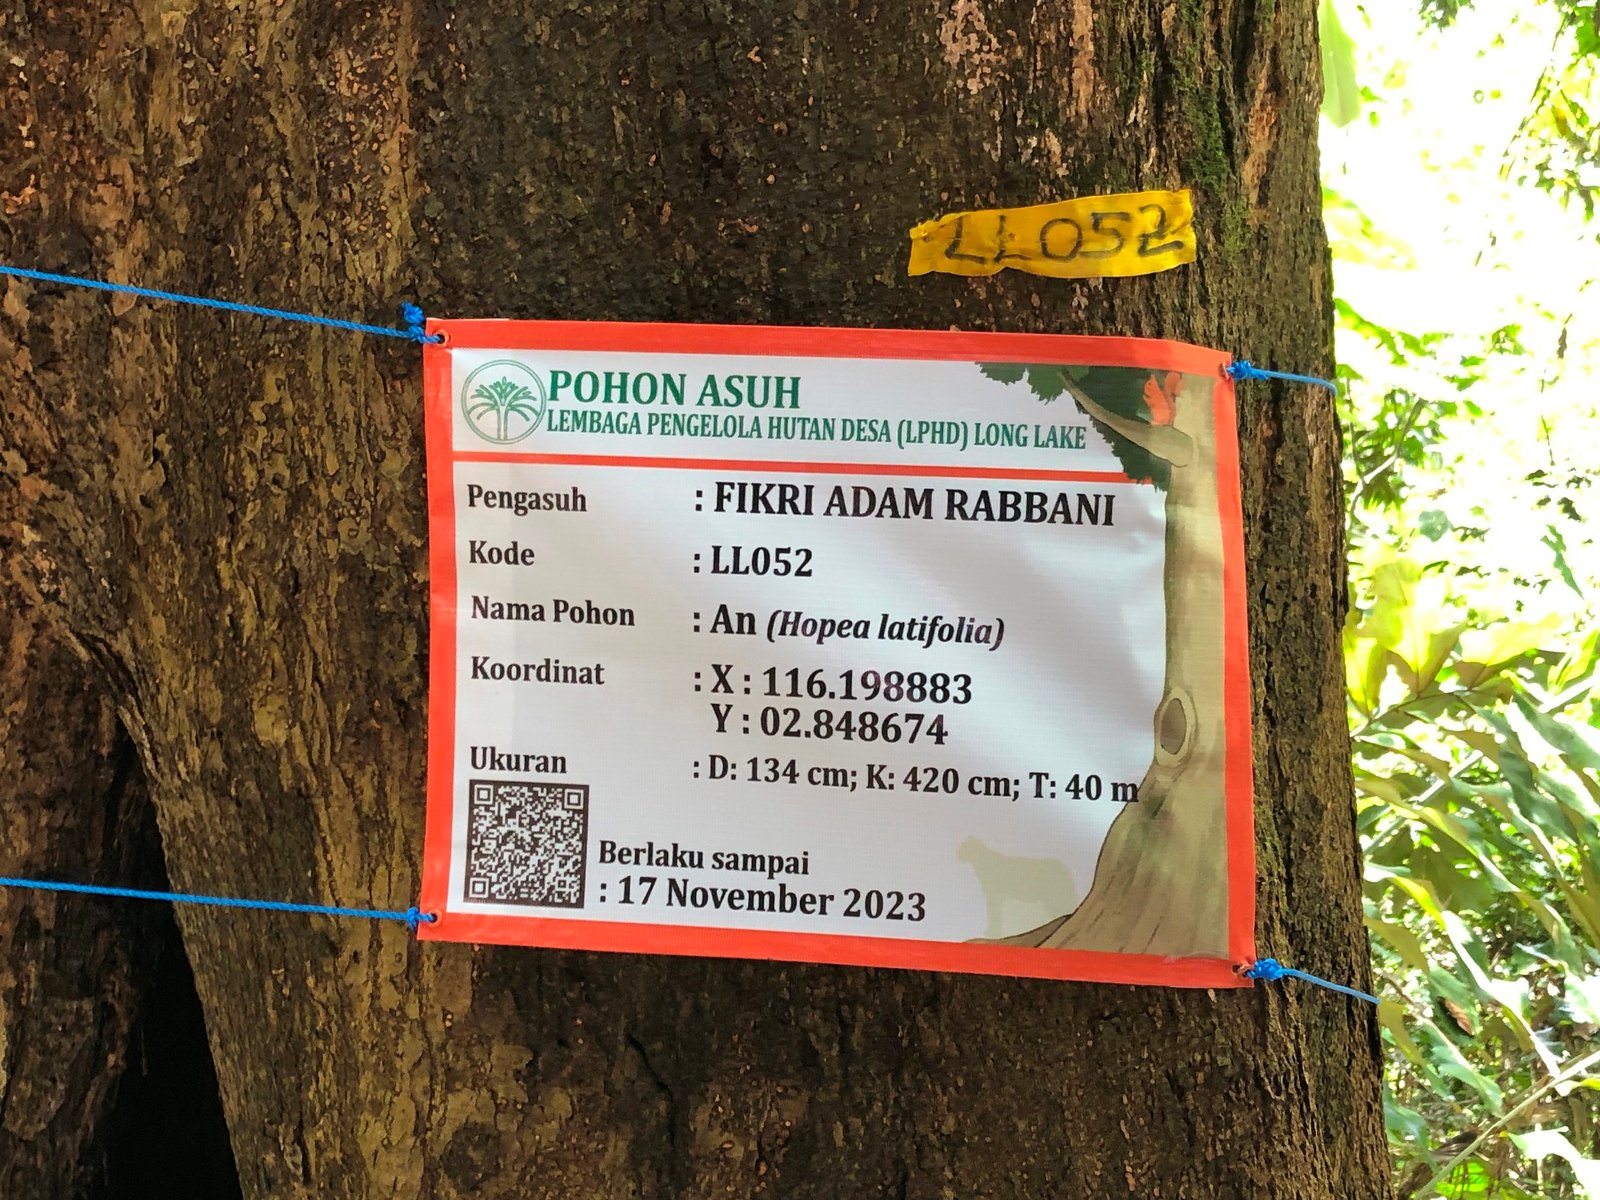 LL052
POHON ASUH
LEMBAGA PENGELOLA HUTAN DESA (LPHD) LONG LAKE
Pengasuh : FIKRI ADAM RABBANI
Kode : LL052
Nama Pohon : An (Hopea latifolia)
Koordinat : X : 116.198883
Y : 02.848674
Ukuran : D: 134 cm; K: 420 cm; T: 40 m
Berlaku sampai
: 17 November 2023